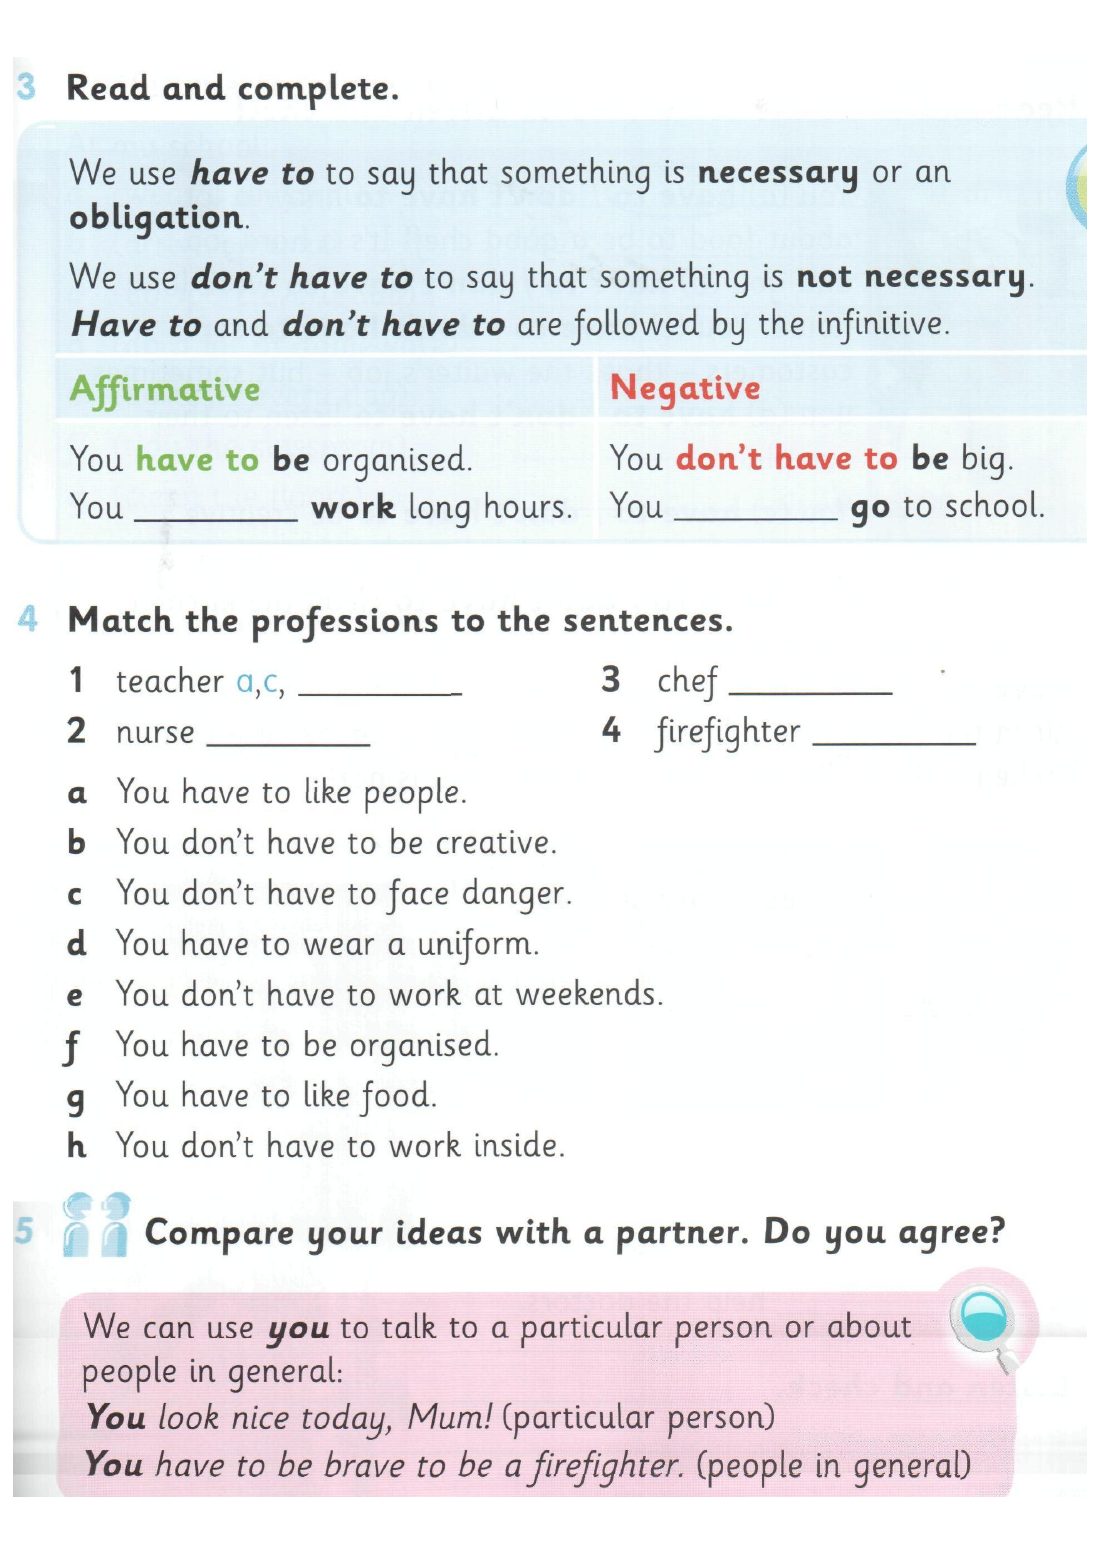 3 Read and complete.
We use have to to say that something is necessary or an
obligation.
We use don't have to to say that something is not necessary.
Have to and don't have to are followed by the infinitive.
Affirmative Negative
You have to be organised. You don't have to be big.
You __________ work long hours. You __________ go to school.
4 Match the professions to the sentences.
1 teacher a,c, __________ 3 chef __________
2 nurse __________ 4 firefighter __________
a You have to like people.
b You don't have to be creative.
c You don't have to face danger.
d You have to wear a uniform.
e You don't have to work at weekends.
f You have to be organised.
g You have to like food.
h You don't have to work inside.
5 Compare your ideas with a partner. Do you agree?
We can use you to talk to a particular person or about
people in general:
You look nice today, Mum! (particular person)
You have to be brave to be a firefighter. (people in general)